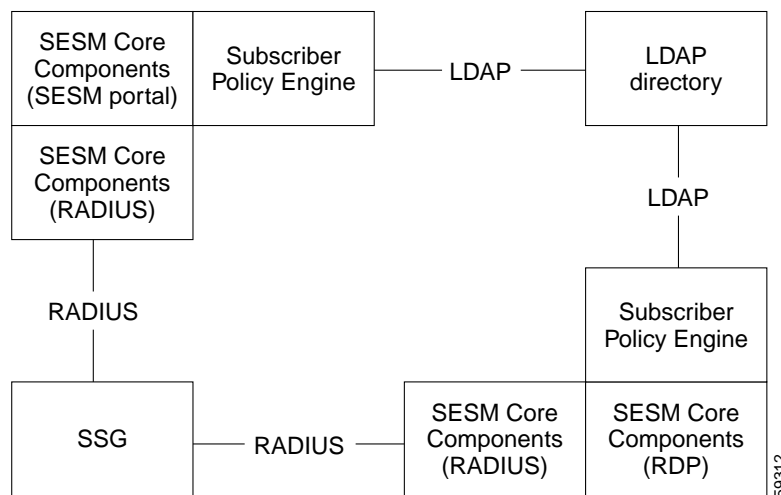 SESM Core
Components
(SESM portal)
Subscriber
Policy Engine
LDAP
LDAP
directory
SESM Core
Components
(RADIUS)
LDAP
RADIUS
Subscriber
Policy Engine
SSG
RADIUS
SESM Core
Components
(RADIUS)
SESM Core
Components
(RDP)
59312